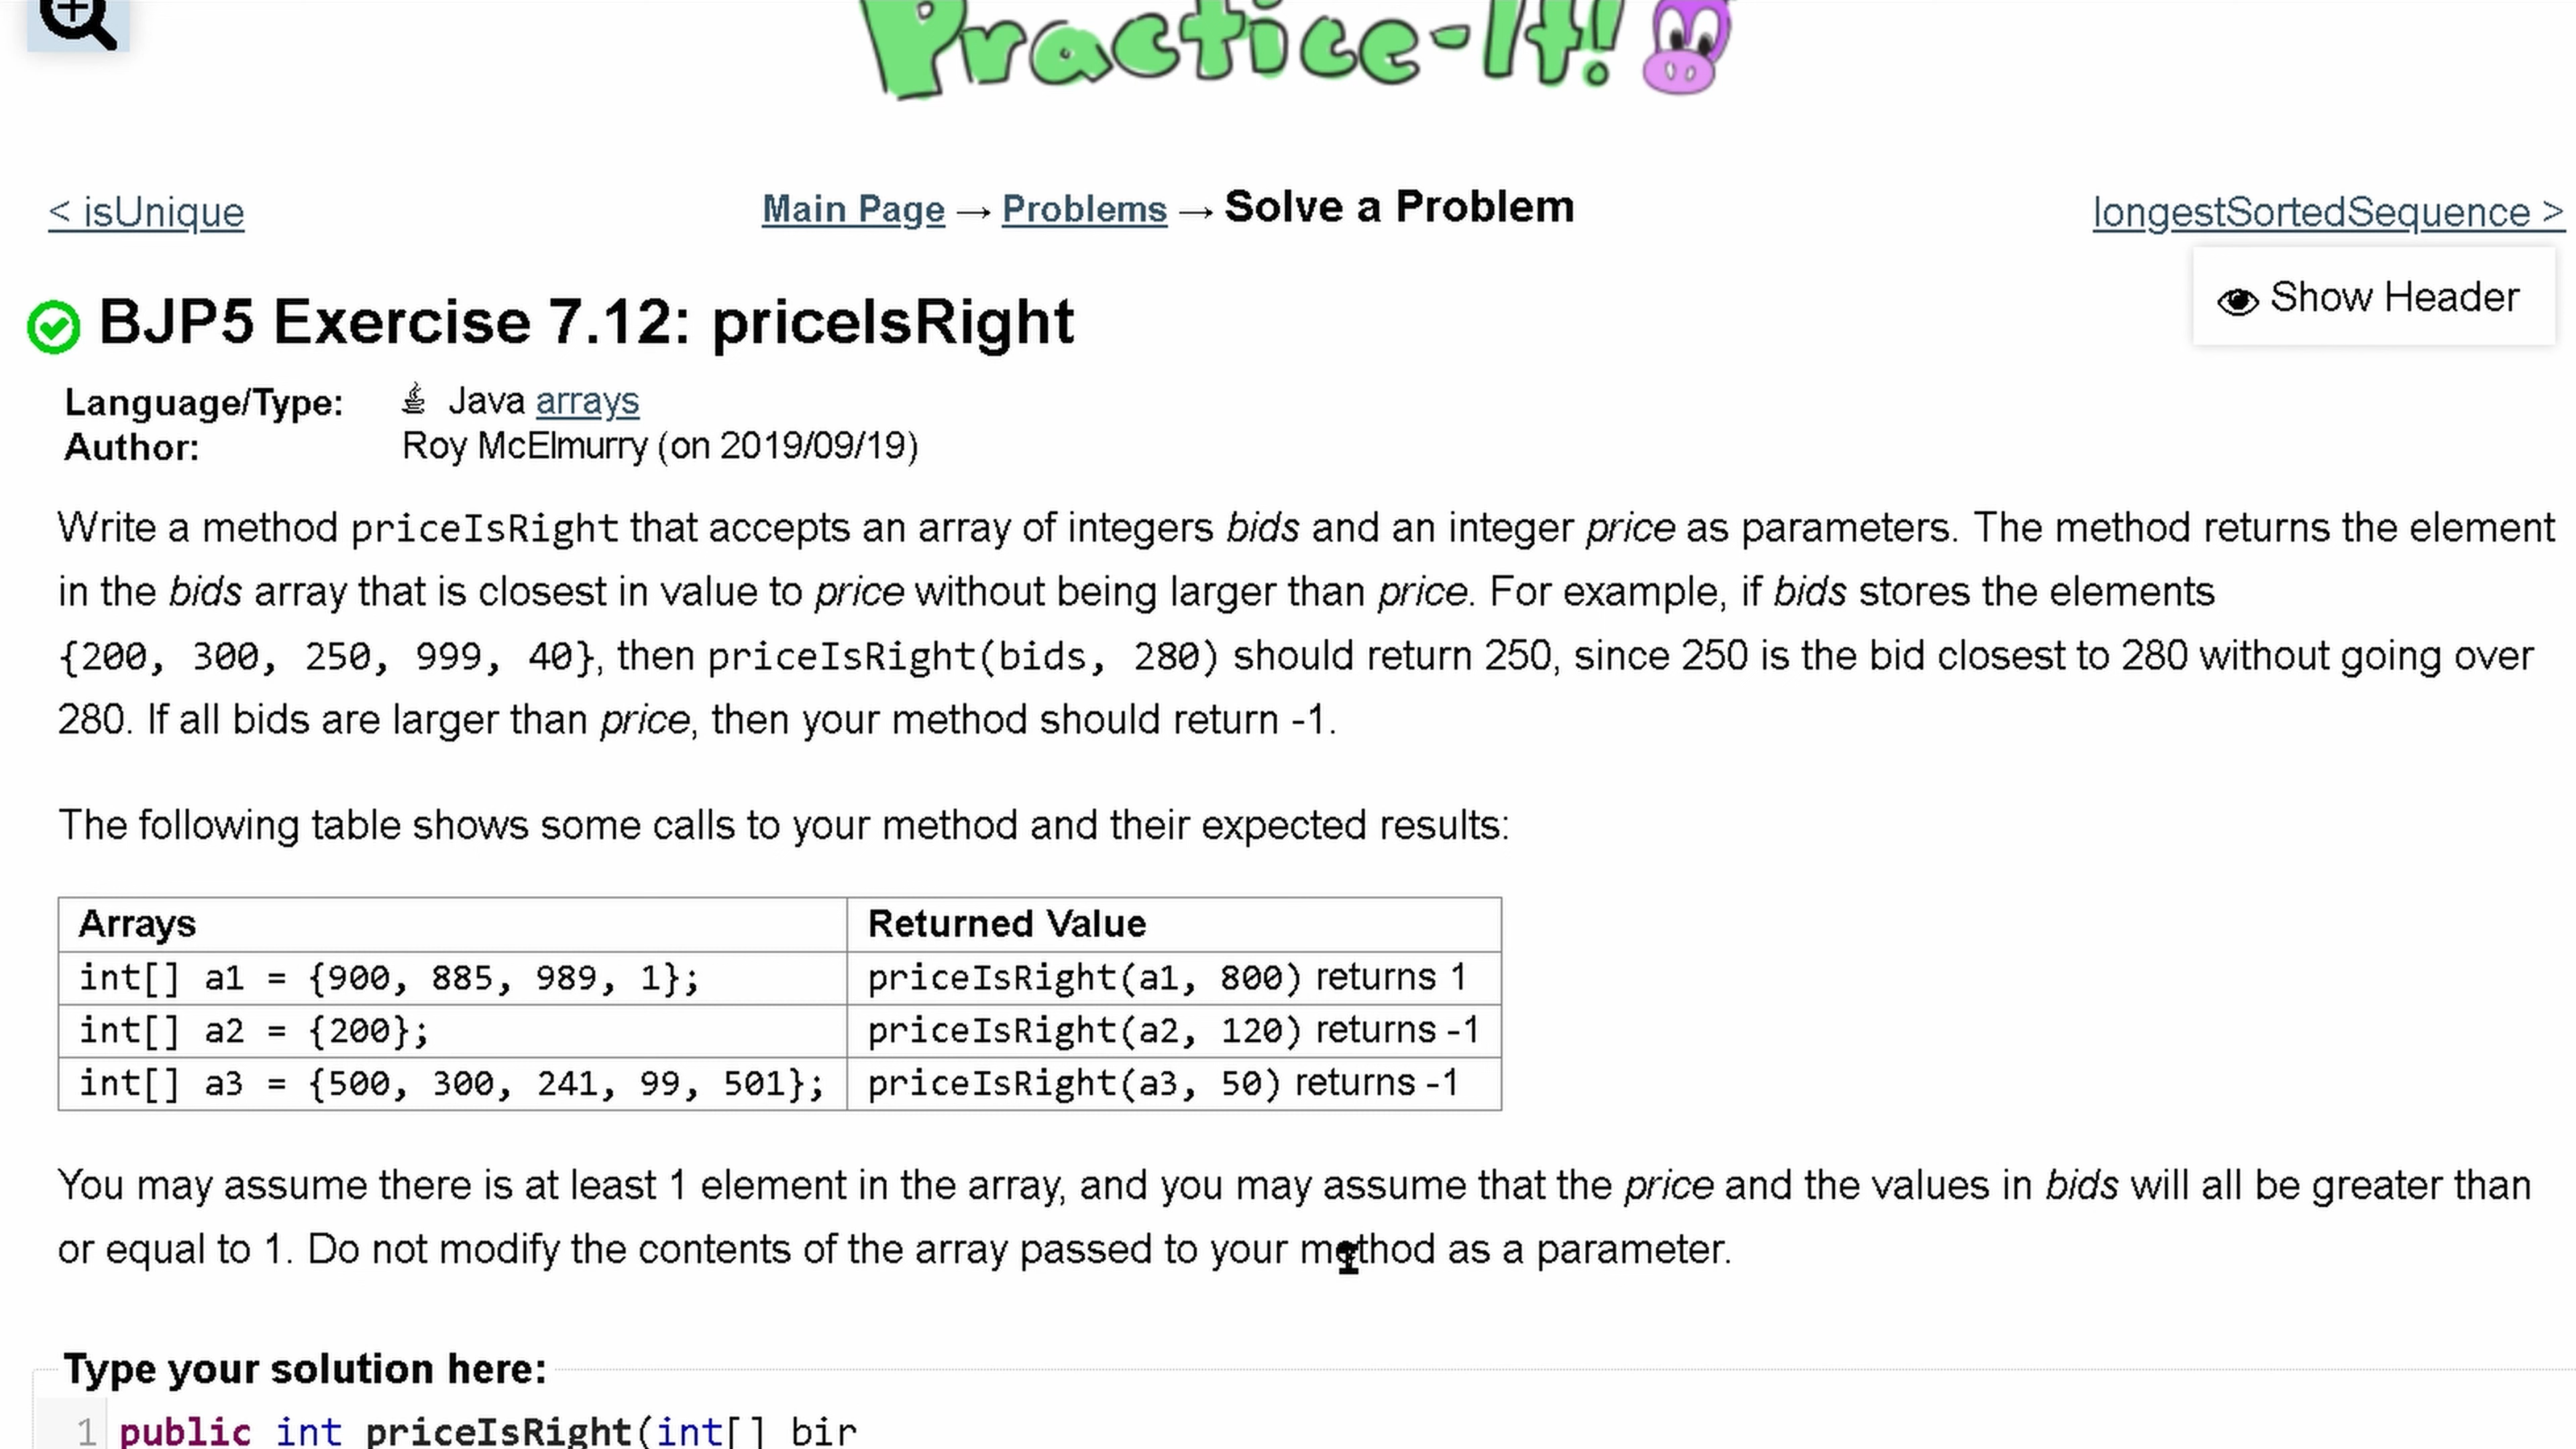 Practice-It!
< isUnique
Main Page → Problems → Solve a Problem
longestSortedSequence >
Show Header
BJP5 Exercise 7.12: priceIsRight
Language/Type: Java arrays
Author: Roy McElmurry (on 2019/09/19)
Write a method priceIsRight that accepts an array of integers bids and an integer price as parameters. The method returns the element
in the bids array that is closest in value to price without being larger than price. For example, if bids stores the elements
{200, 300, 250, 999, 40}, then priceIsRight(bids, 280) should return 250, since 250 is the bid closest to 280 without going over
280. If all bids are larger than price, then your method should return -1.
The following table shows some calls to your method and their expected results:
Arrays Returned Value
int[] a1 = {900, 885, 989, 1}; priceIsRight(a1, 800) returns 1
int[] a2 = {200}; priceIsRight(a2, 120) returns -1
int[] a3 = {500, 300, 241, 99, 501}; priceIsRight(a3, 50) returns -1
You may assume there is at least 1 element in the array, and you may assume that the price and the values in bids will all be greater than
or equal to 1. Do not modify the contents of the array passed to your method as a parameter.
Type your solution here:
1 public int priceIsRight(int[] bir